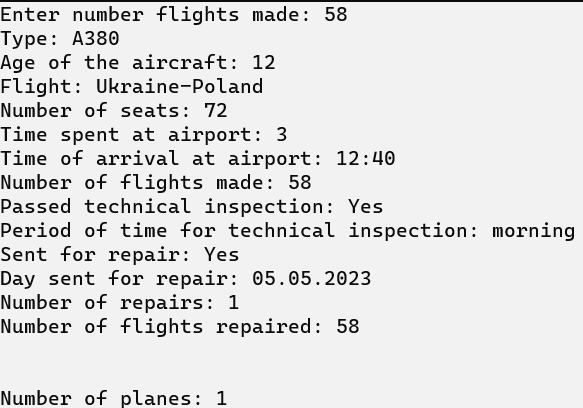 Enter number flights made: 58
Type: A380
Age of the aircraft: 12
Flight: Ukraine-Poland
Number of seats: 72
Time spent at airport: 3
Time of arrival at airport: 12:40
Number of flights made: 58
Passed technical inspection: Yes
Period of time for technical inspection: morning
Sent for repair: Yes
Day sent for repair: 05.05.2023
Number of repairs: 1
Number of flights repaired: 58
Number of planes: 1